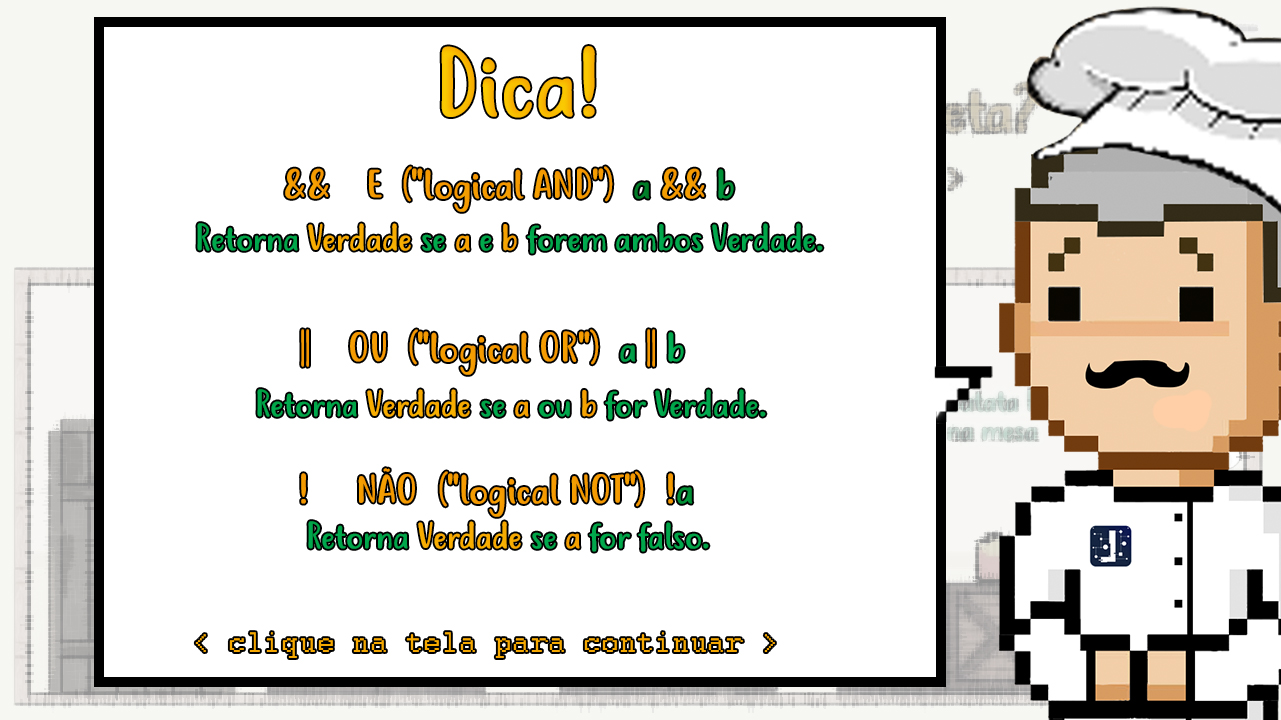 Dica!
&& E ("logical AND") a && b
Retorna Verdade se a e b forem ambos Verdade.
|| OU ("logical OR") a || b
Retorna Verdade se a ou b for Verdade.
! NÃO ("logical NOT") !a
Retorna Verdade se a for falso.
< clique na tela para continuar >